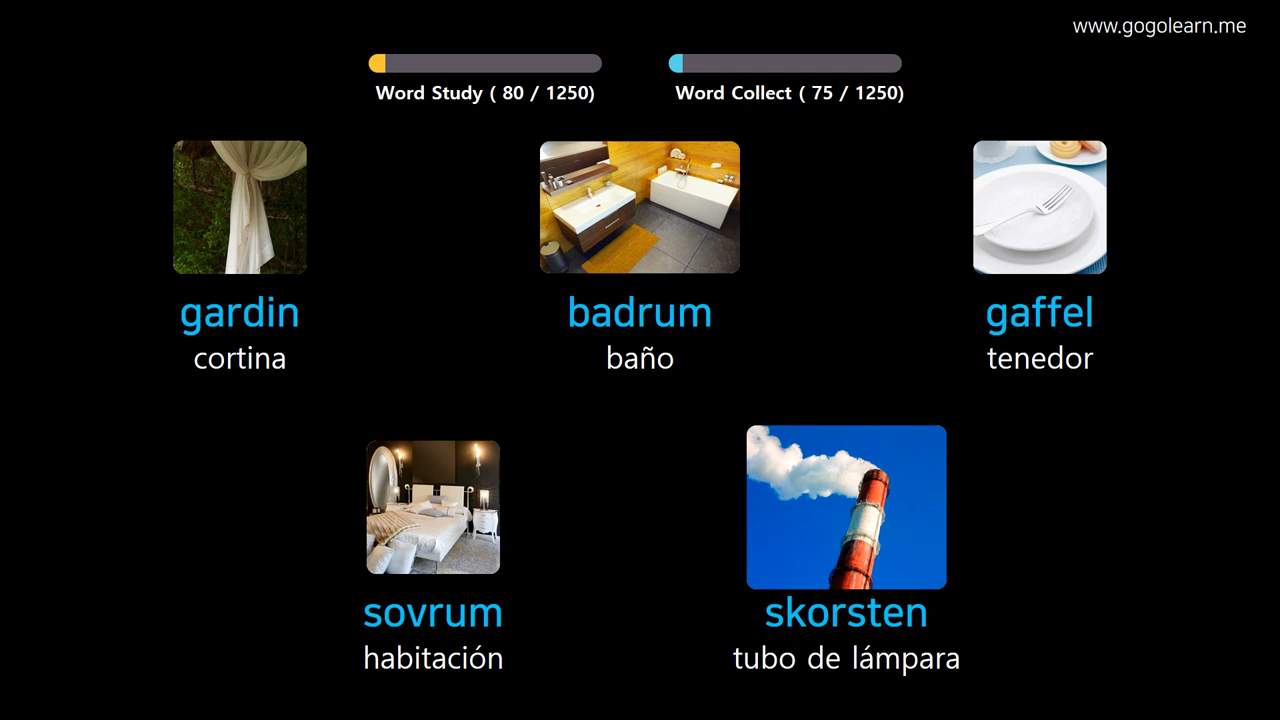 www.gogolearn.me
Word Study ( 80 / 1250)
Word Collect ( 75 / 1250)
gardin
cortina
badrum
baño
gaffel
tenedor
sovrum
habitación
skorsten
tubo de lámpara